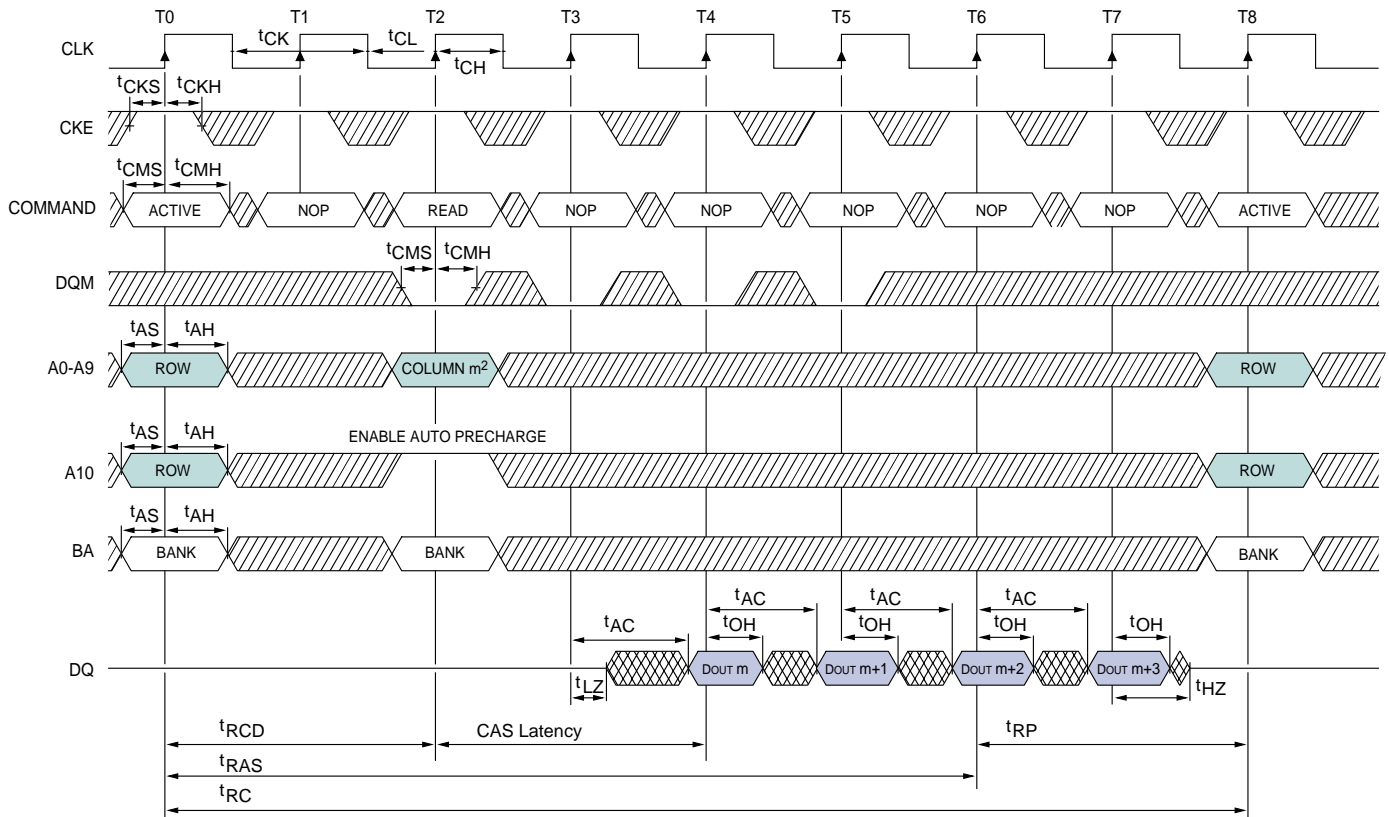 T0 T1 T2 T3 T4 T5 T6 T7 T8
CLK tCK tCL tCH
tCKS tCKH
CKE
tCMS tCMH
COMMAND ACTIVE NOP READ NOP NOP NOP NOP NOP ACTIVE
tCMS tCMH
DQM
tAS tAH
A0-A9 ROW COLUMN m2 ROW
tAS tAH ENABLE AUTO PRECHARGE
A10 ROW ROW
tAS tAH
BA BANK BANK BANK
tAC tAC tAC
tAC tOH tOH tOH tOH
DQ DOUT m DOUT m+1 DOUT m+2 DOUT m+3
tLZ tHZ
tRCD CAS Latency tRP
tRAS
tRC